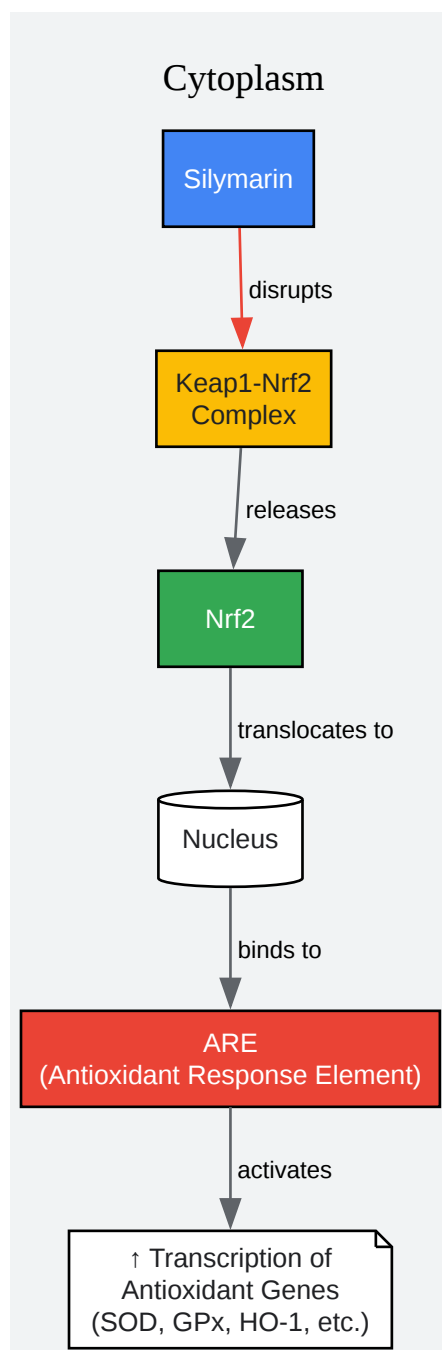 Cytoplasm
Silymarin
disrupts
Keap1-Nrf2
Complex
releases
Nrf2
translocates to
Nucleus
binds to
ARE
(Antioxidant Response Element)
activates
↑ Transcription of
Antioxidant Genes
(SOD, GPx, HO-1, etc.)